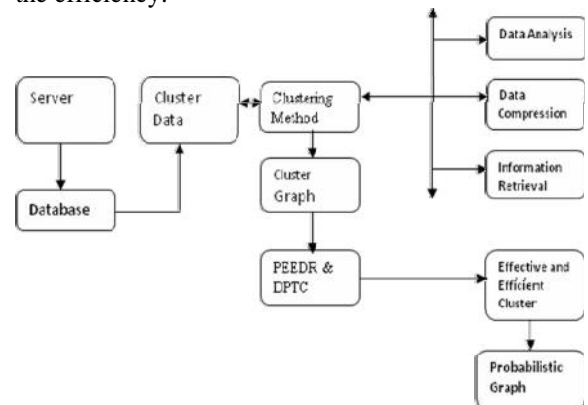 the efficiency.
Server
Cluster
Data
Clustering
Method
Data Analysis
Data
Compression
Information
Retrieval
Database
Cluster
Graph
PEEDR &
DPTC
Effective and
Efficient
Cluster
Probabilistic
Graph